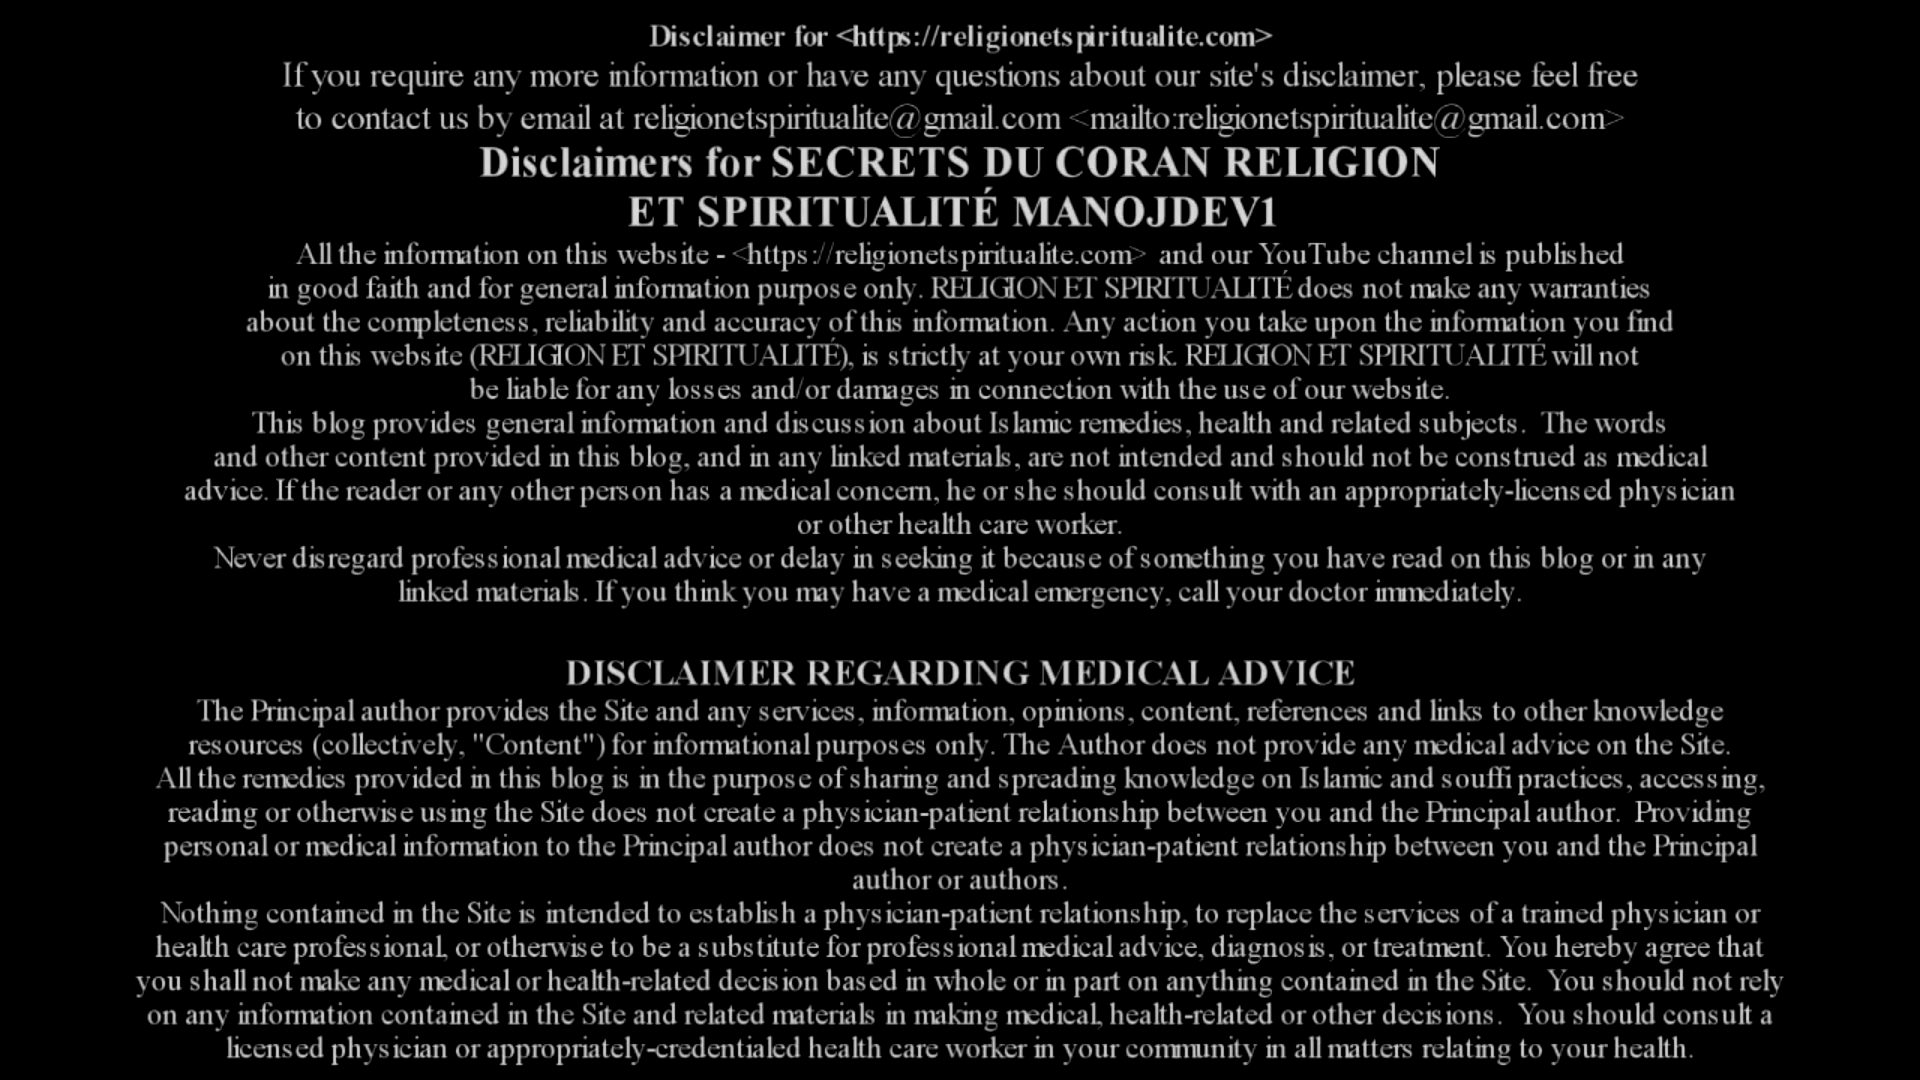 Disclaimer for <https://religionetspiritualite.com>
If you require any more information or have any questions about our site's disclaimer, please feel free
to contact us by email at religionetspiritualite@gmail.com <mailto:religionetspiritualite@gmail.com>
Disclaimers for SECRETS DU CORAN RELIGION
ET SPIRITUALITÉ MANOJDEV1
All the information on this website - <https://religionetspiritualite.com> and our YouTube channel is published
in good faith and for general information purpose only. RELIGION ET SPIRITUALITÉ does not make any warranties
about the completeness, reliability and accuracy of this information. Any action you take upon the information you find
on this website (RELIGION ET SPIRITUALITÉ), is strictly at your own risk. RELIGION ET SPIRITUALITÉ will not
be liable for any losses and/or damages in connection with the use of our website.
This blog provides general information and discussion about Islamic remedies, health and related subjects. The words
and other content provided in this blog, and in any linked materials, are not intended and should not be construed as medical
advice. If the reader or any other person has a medical concern, he or she should consult with an appropriately-licensed physician
or other health care worker.
Never disregard professional medical advice or delay in seeking it because of something you have read on this blog or in any
linked materials. If you think you may have a medical emergency, call your doctor immediately.
DISCLAIMER REGARDING MEDICAL ADVICE
The Principal author provides the Site and any services, information, opinions, content, references and links to other knowledge
resources (collectively, "Content") for informational purposes only. The Author does not provide any medical advice on the Site.
All the remedies provided in this blog is in the purpose of sharing and spreading knowledge on Islamic and souffi practices, accessing,
reading or otherwise using the Site does not create a physician-patient relationship between you and the Principal author. Providing
personal or medical information to the Principal author does not create a physician-patient relationship between you and the Principal
author or authors.
Nothing contained in the Site is intended to establish a physician-patient relationship, to replace the services of a trained physician or
health care professional, or otherwise to be a substitute for professional medical advice, diagnosis, or treatment. You hereby agree that
you shall not make any medical or health-related decision based in whole or in part on anything contained in the Site. You should not rely
on any information contained in the Site and related materials in making medical, health-related or other decisions. You should consult a
licensed physician or appropriately-credentialed health care worker in your community in all matters relating to your health.